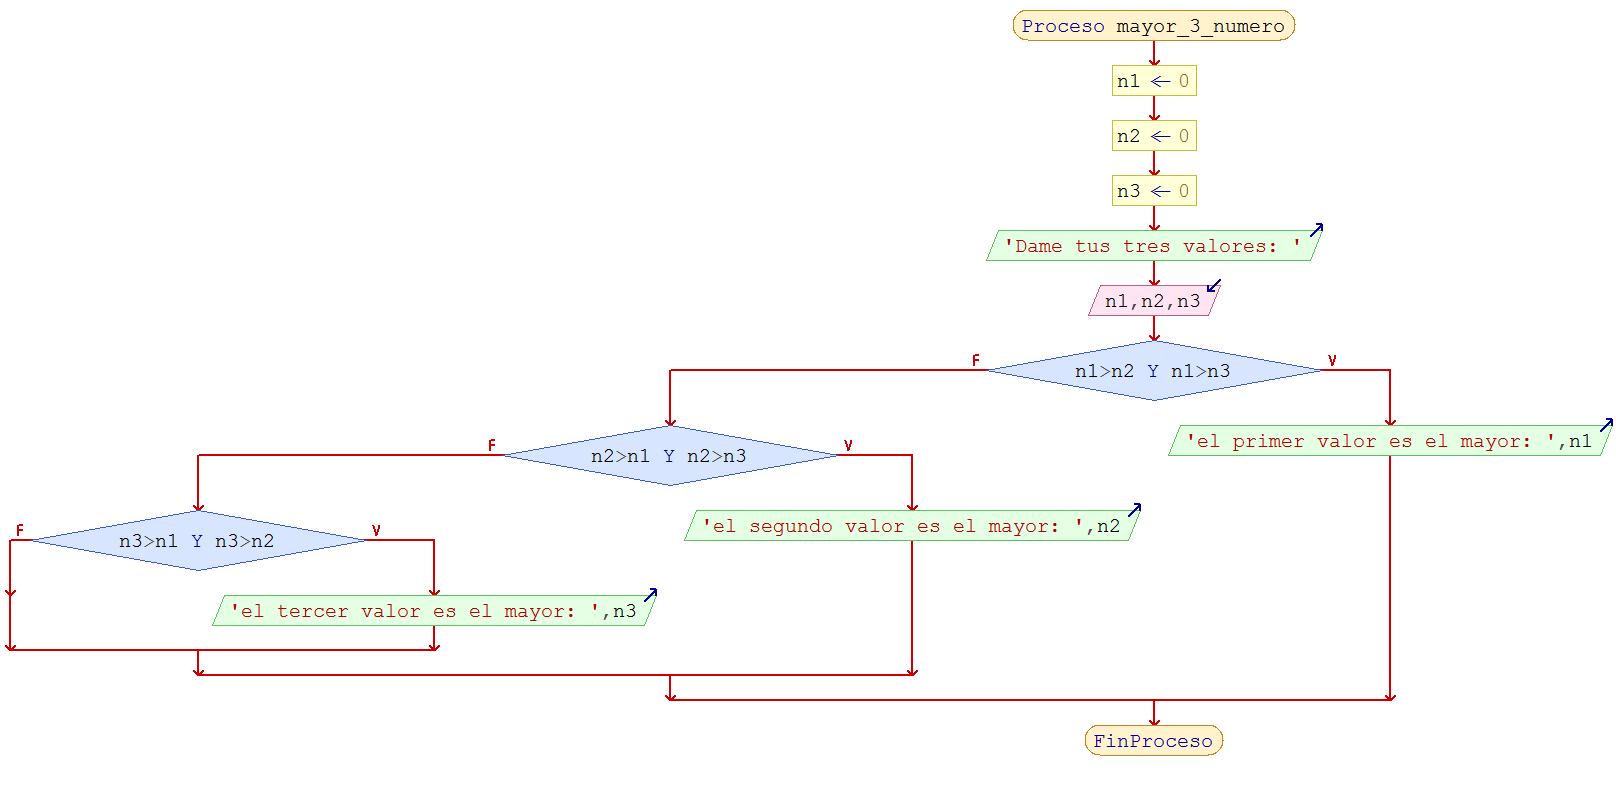 Proceso mayor_3_numero
n1 ← 0
n2 ← 0
n3 ← 0
'Dame tus tres valores: '
n1,n2,n3
F
n1>n2 Y n1>n3
V
F
n2>n1 Y n2>n3
V
'el primer valor es el mayor: ',n1
F
n3>n1 Y n3>n2
V
'el segundo valor es el mayor: ',n2
'el tercer valor es el mayor: ',n3
FinProceso